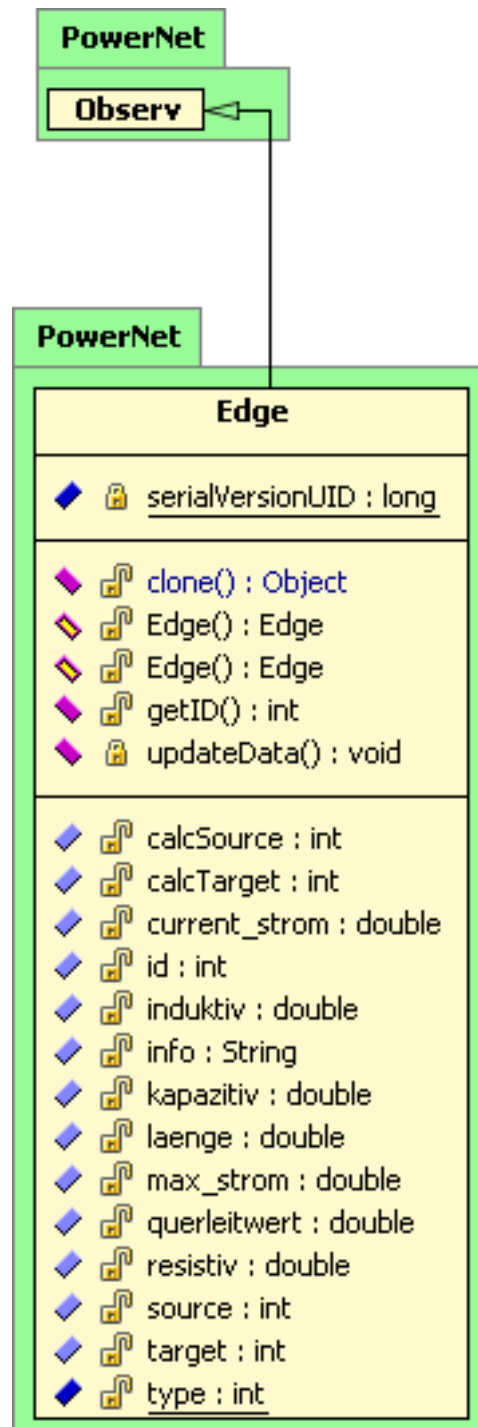 PowerNet
Observ
PowerNet
Edge
serialVersionUID : long
clone() : Object
Edge() : Edge
Edge() : Edge
getID() : int
updateData() : void
calcSource : int
calcTarget : int
current_strom : double
id : int
induktiv : double
info : String
kapazitiv : double
laenge : double
max_strom : double
querleitwert : double
resistiv : double
source : int
target : int
type : int